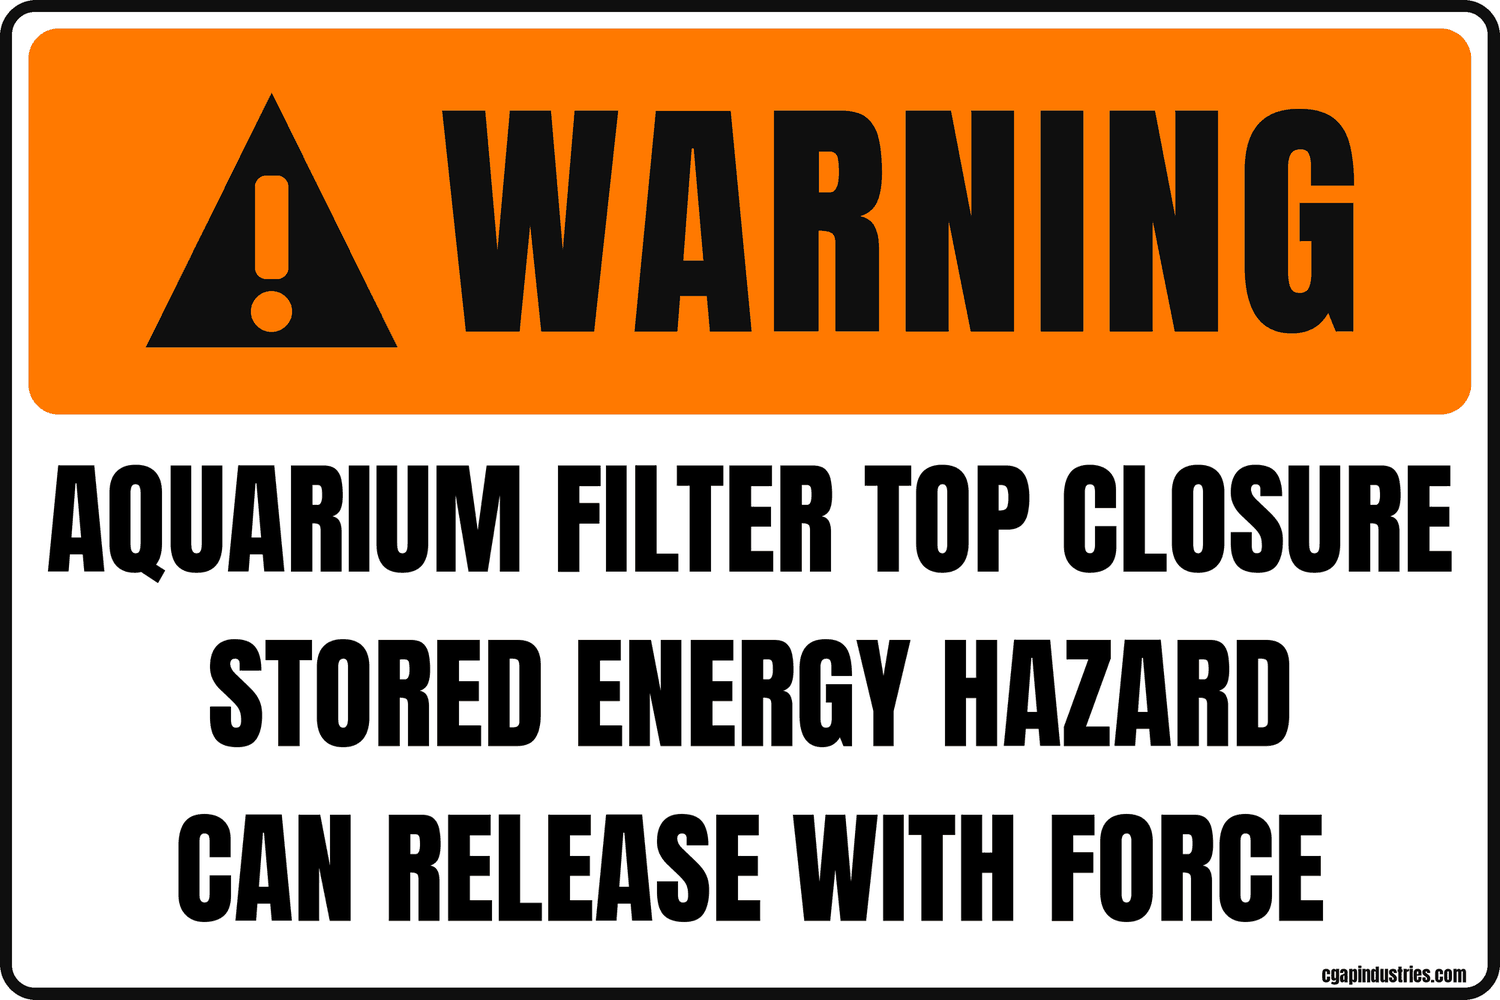 WARNING
AQUARIUM FILTER TOP CLOSURE
STORED ENERGY HAZARD
CAN RELEASE WITH FORCE
cgapindustries.com